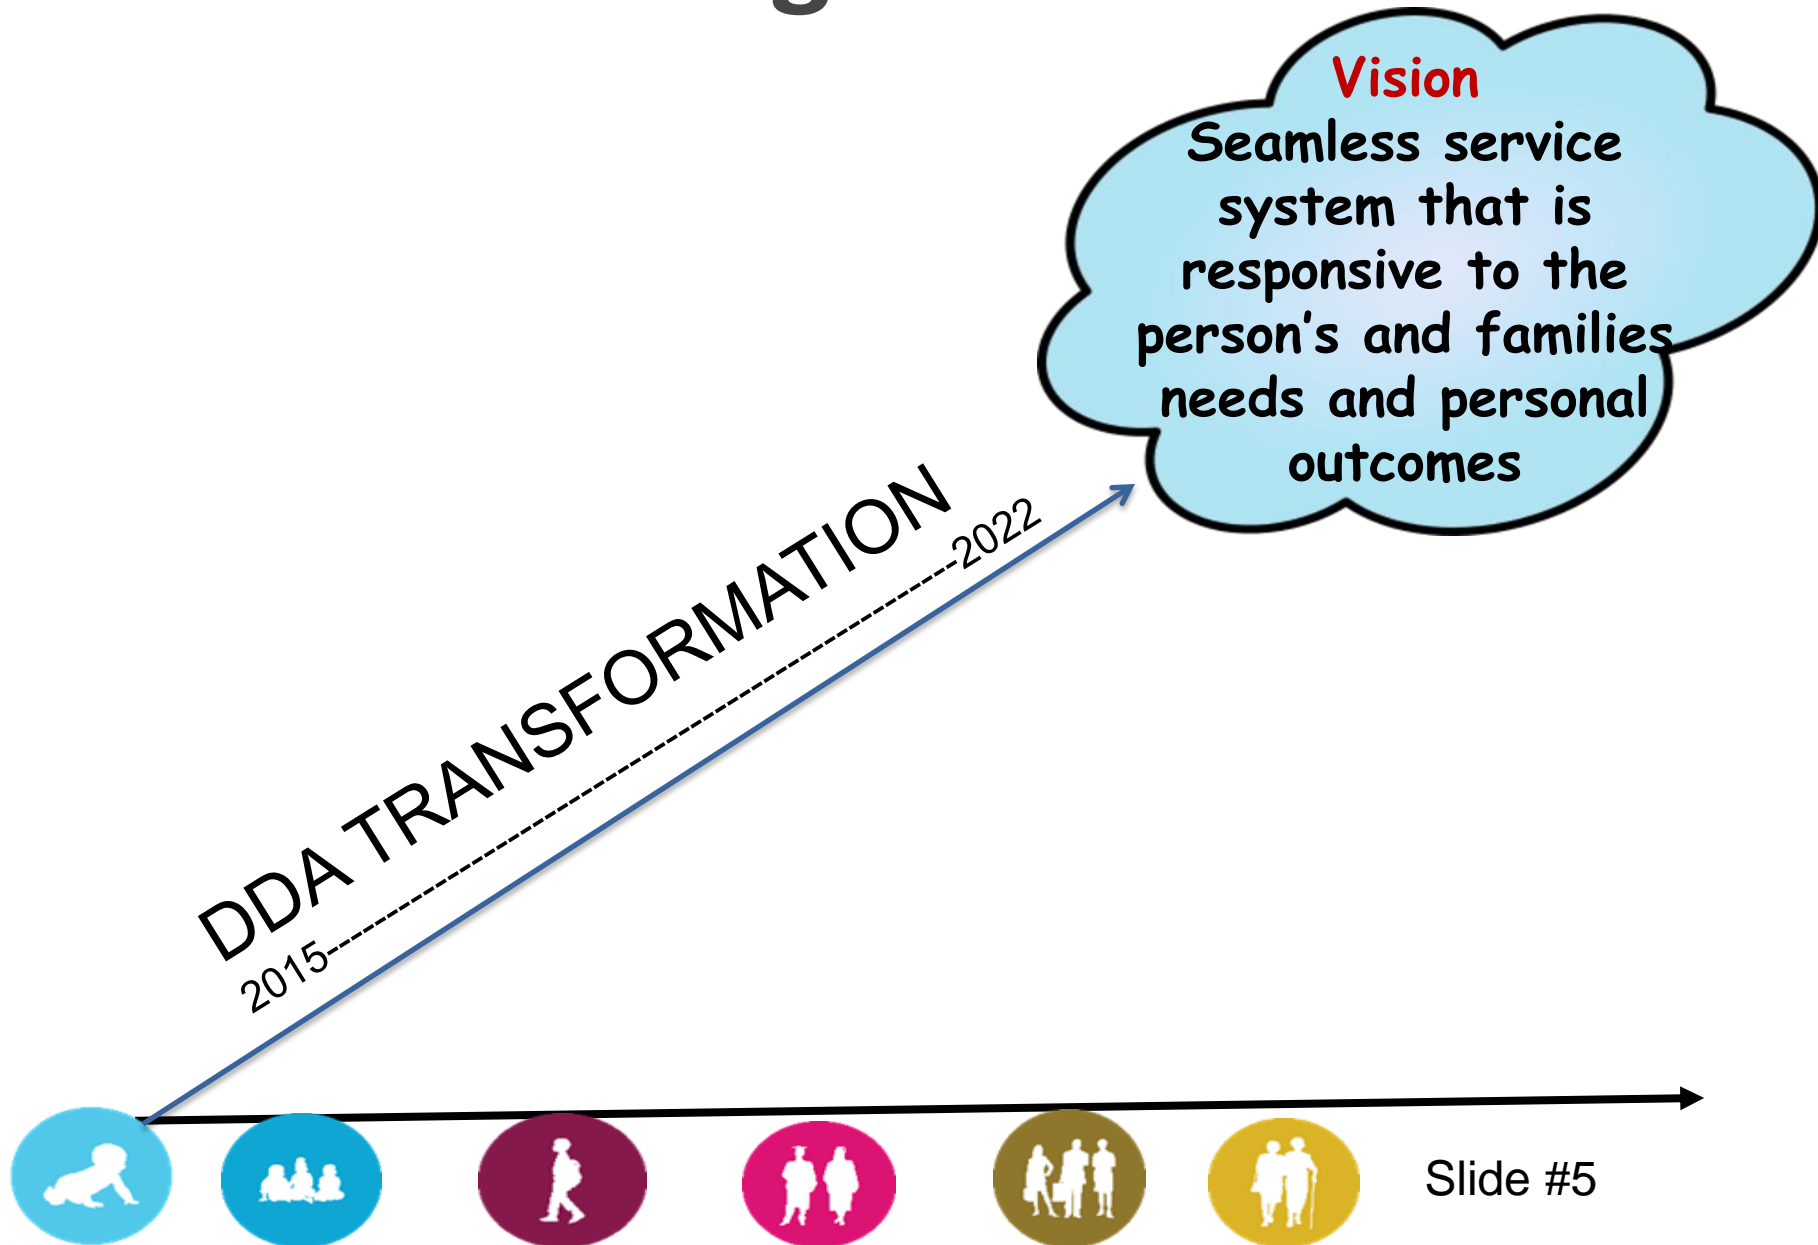 Vision
Seamless service
system that is
responsive to the
person's and families
needs and personal
outcomes
DDA TRANSFORMATION
2015--------------------2022
Slide #5